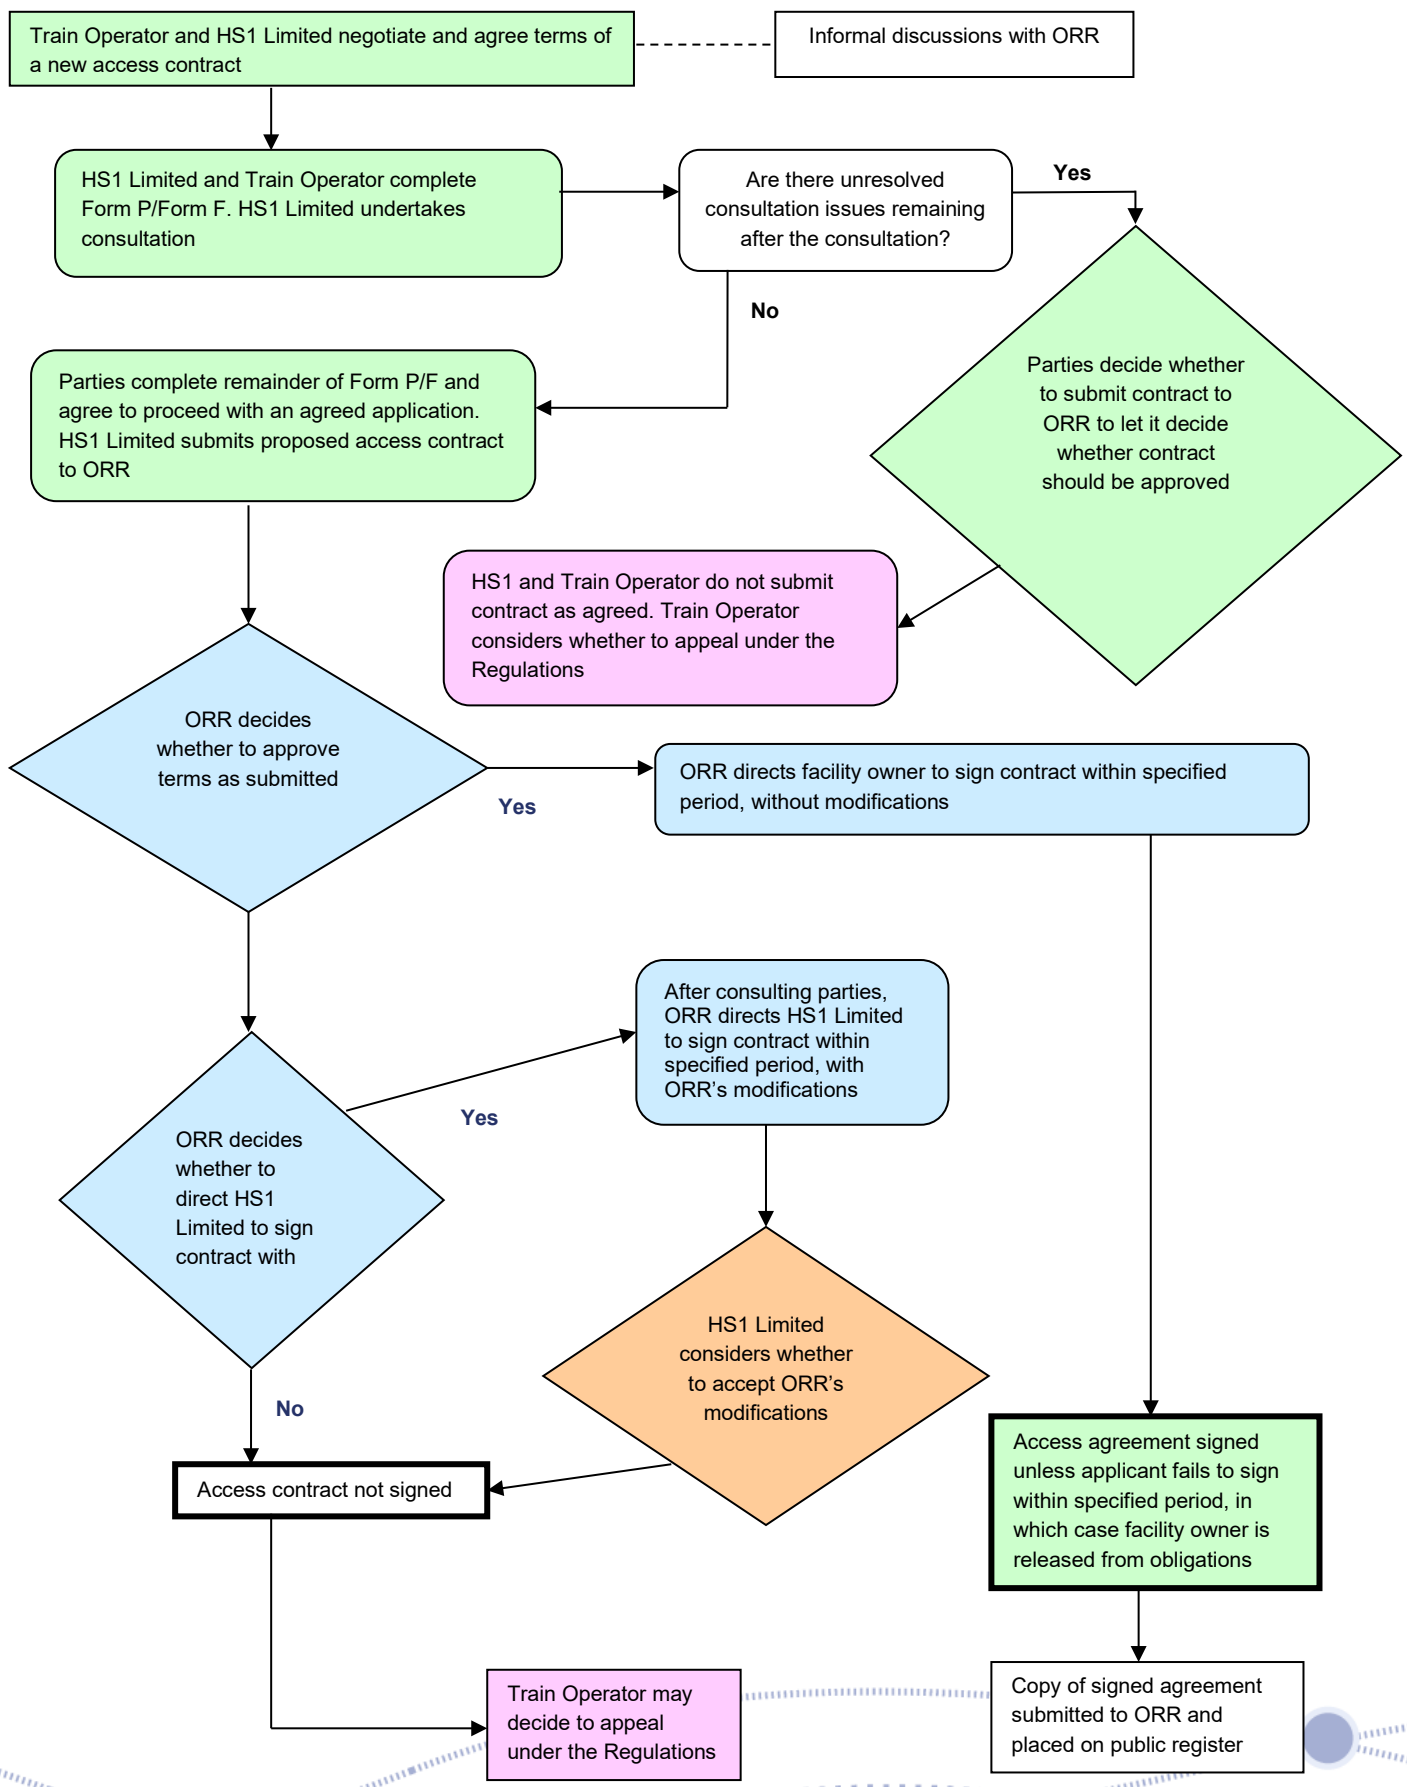 Train Operator and HS1 Limited negotiate and agree terms of
a new access contract
Informal discussions with ORR
HS1 Limited and Train Operator complete
Form P/Form F. HS1 Limited undertakes
consultation
Are there unresolved
consultation issues remaining
after the consultation?
Yes
No
Parties decide whether
to submit contract to
ORR to let it decide
whether contract
should be approved
Parties complete remainder of Form P/F and
agree to proceed with an agreed application.
HS1 Limited submits proposed access contract
to ORR
HS1 and Train Operator do not submit
contract as agreed. Train Operator
considers whether to appeal under the
Regulations
ORR decides
whether to approve
terms as submitted
Yes
ORR directs facility owner to sign contract within specified
period, without modifications
After consulting parties,
ORR directs HS1 Limited
to sign contract within
specified period, with
ORR’s modifications
Yes
ORR decides
whether to
direct HS1
Limited to sign
contract with
HS1 Limited
considers whether
to accept ORR’s
modifications
No
Access contract not signed
Access agreement signed
unless applicant fails to sign
within specified period, in
which case facility owner is
released from obligations
Train Operator may
decide to appeal
under the Regulations
Copy of signed agreement
submitted to ORR and
placed on public register